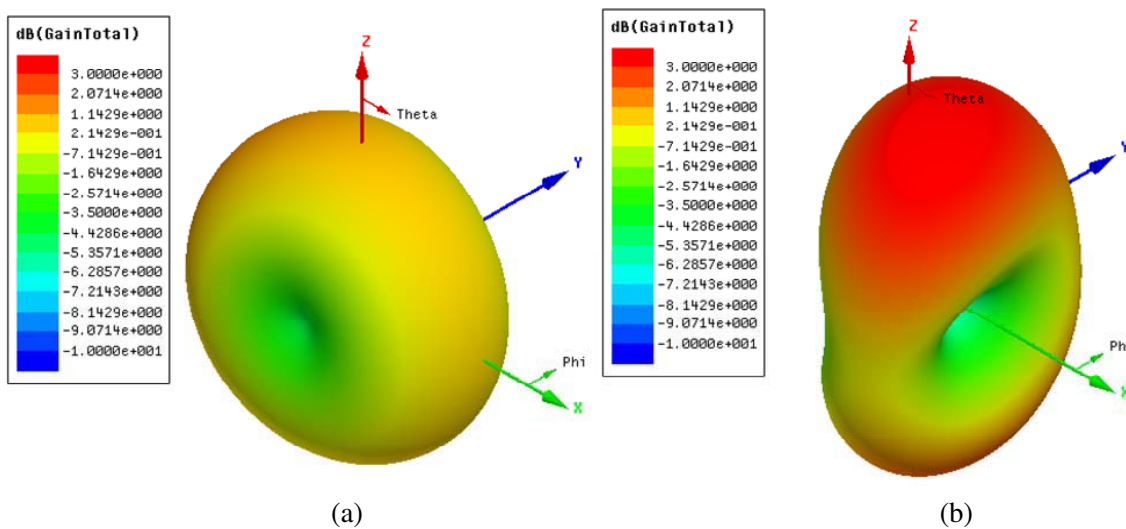 dB(GainTotal)
3.0000e+000
2.0714e+000
1.1429e+000
2.1429e-001
-7.1429e-001
-1.6429e+000
-2.5714e+000
-3.5000e+000
-4.4286e+000
-5.3571e+000
-6.2857e+000
-7.2143e+000
-8.1429e+000
-9.0714e+000
-1.0000e+001
Z
Theta
Y
Phi
X
(a)
dB(GainTotal)
3.0000e+000
2.0714e+000
1.1429e+000
2.1429e-001
-7.1429e-001
-1.6429e+000
-2.5714e+000
-3.5000e+000
-4.4286e+000
-5.3571e+000
-6.2857e+000
-7.2143e+000
-8.1429e+000
-9.0714e+000
-1.0000e+001
Z
Theta
Y
Ph
X
(b)